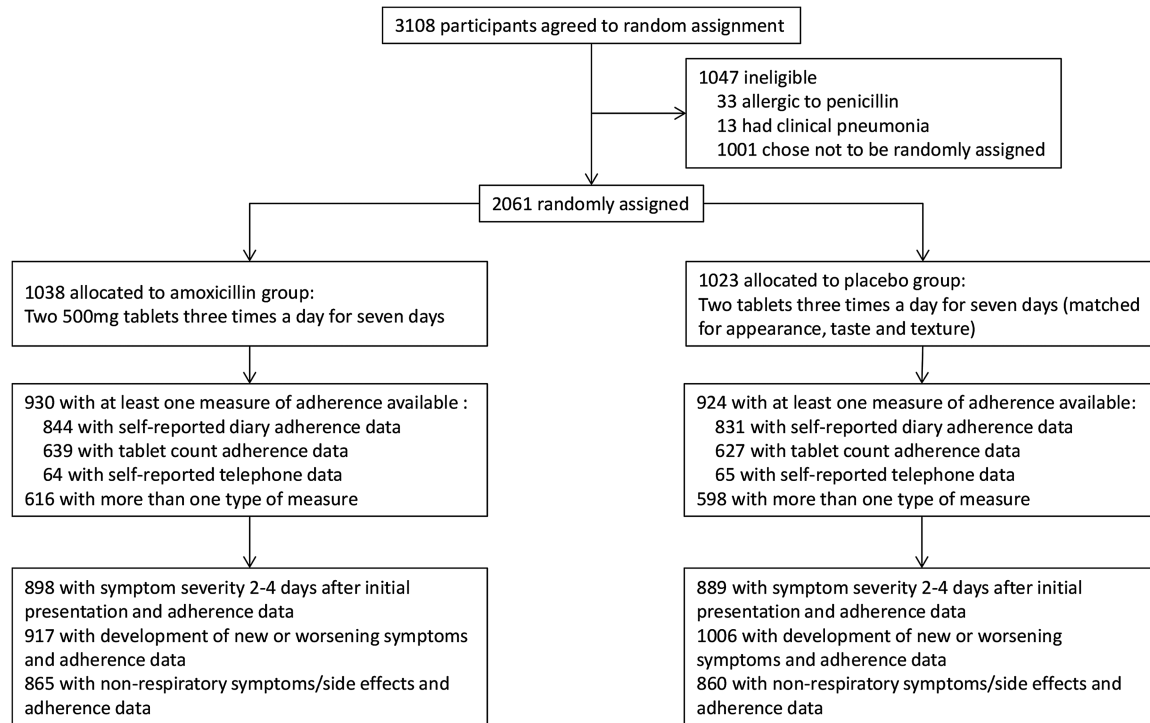 3108 participants agreed to random assignment
1047 ineligible
33 allergic to penicillin
13 had clinical pneumonia
1001 chose not to be randomly assigned
2061 randomly assigned
1038 allocated to amoxicillin group:
Two 500mg tablets three times a day for seven days
1023 allocated to placebo group:
Two tablets three times a day for seven days (matched
for appearance, taste and texture)
930 with at least one measure of adherence available :
844 with self-reported diary adherence data
639 with tablet count adherence data
64 with self-reported telephone data
616 with more than one type of measure
924 with at least one measure of adherence available:
831 with self-reported diary adherence data
627 with tablet count adherence data
65 with self-reported telephone data
598 with more than one type of measure
898 with symptom severity 2-4 days after initial
presentation and adherence data
917 with development of new or worsening symptoms
and adherence data
865 with non-respiratory symptoms/side effects and
adherence data
889 with symptom severity 2-4 days after initial
presentation and adherence data
1006 with development of new or worsening
symptoms and adherence data
860 with non-respiratory symptoms/side effects and
adherence data